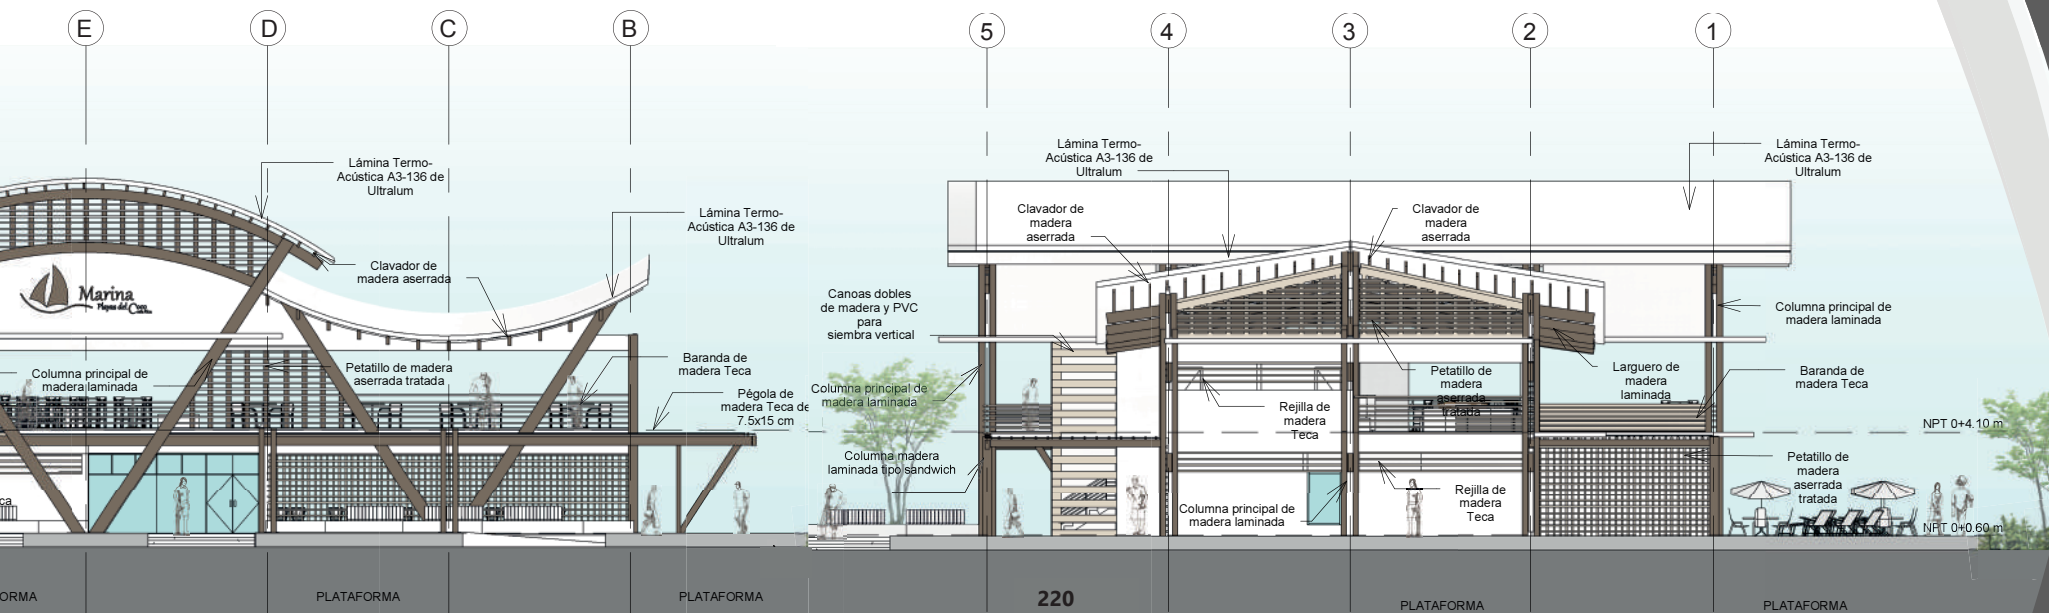 E
D
C
B
5
4
3
2
1
Lámina Termo-
Acústica A3-136 de
Ultralum
Lámina Termo-
Acústica A3-136 de
Ultralum
Clavador de
madera aserrada
Marina
Playas del Coco
Columna principal de
madera laminada
Petatillo de madera
aserrada tratada
Baranda de
madera Teca
Pégola de
madera Teca de
7.5x15 cm
ca
FORMA
PLATAFORMA
PLATAFORMA
Lámina Termo-
Acústica A3-136 de
Ultralum
Lámina Termo-
Acústica A3-136 de
Ultralum
Clavador de
madera
aserrada
Clavador de
madera
aserrada
Canoas dobles
de madera y PVC
para
siembra vertical
Columna principal de
madera laminada
Columna principal de
madera laminada
Petatillo de
madera
aserrada
tratada
Larguero de
madera
laminada
Baranda de
madera Teca
Rejilla de
madera
Teca
NPT 0+4.10 m
Columna madera
laminada tipo sandwich
Petatillo de
madera
aserrada
tratada
Rejilla de
madera
Teca
Columna principal de
madera laminada
NPT 0+0.60 m
220
PLATAFORMA
PLATAFORMA